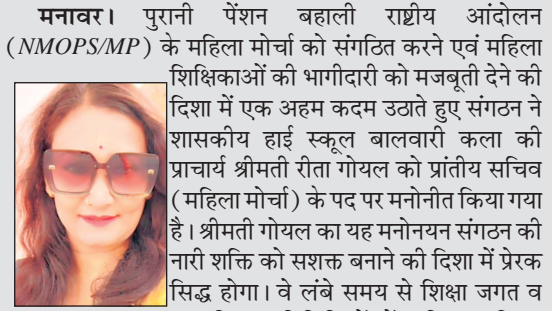 मनावर। पुरानी पेंशन बहाली राष्ट्रीय आंदोलन
(NMOPS/MP) के महिला मोर्चा को संगठित करने एवं महिला
शिक्षिकाओं की भागीदारी को मजबूती देने की
दिशा में एक अहम कदम उठाते हुए संगठन ने
शासकीय हाई स्कूल बालवारी कला की
प्राचार्य श्रीमती रीता गोयल को प्रांतीय सचिव
(महिला मोर्चा) के पद पर मनोनीत किया गया
है। श्रीमती गोयल का यह मनोनयन संगठन की
नारी शक्ति को सशक्त बनाने की दिशा में प्रेरक
सिद्ध होगा। वे लंबे समय से शिक्षा जगत व